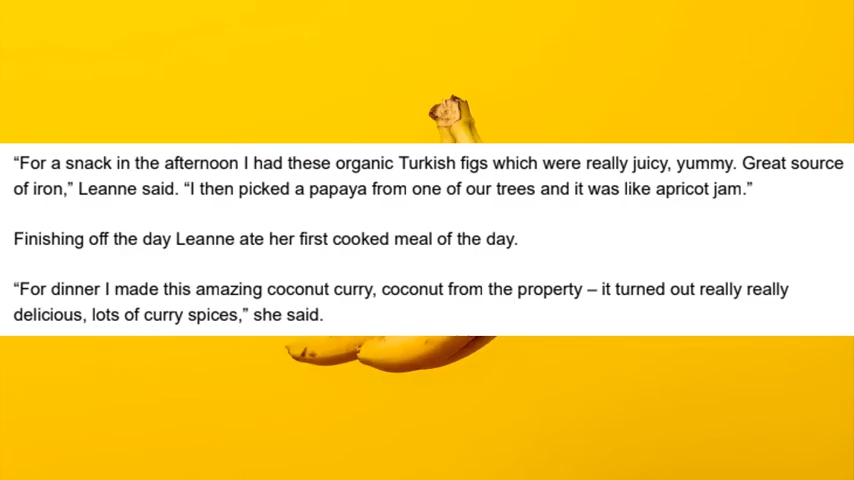 “For a snack in the afternoon I had these organic Turkish figs which were really juicy, yummy. Great source
of iron,” Leanne said. “I then picked a papaya from one of our trees and it was like apricot jam.”
Finishing off the day Leanne ate her first cooked meal of the day.
“For dinner I made this amazing coconut curry, coconut from the property – it turned out really really
delicious, lots of curry spices,” she said.